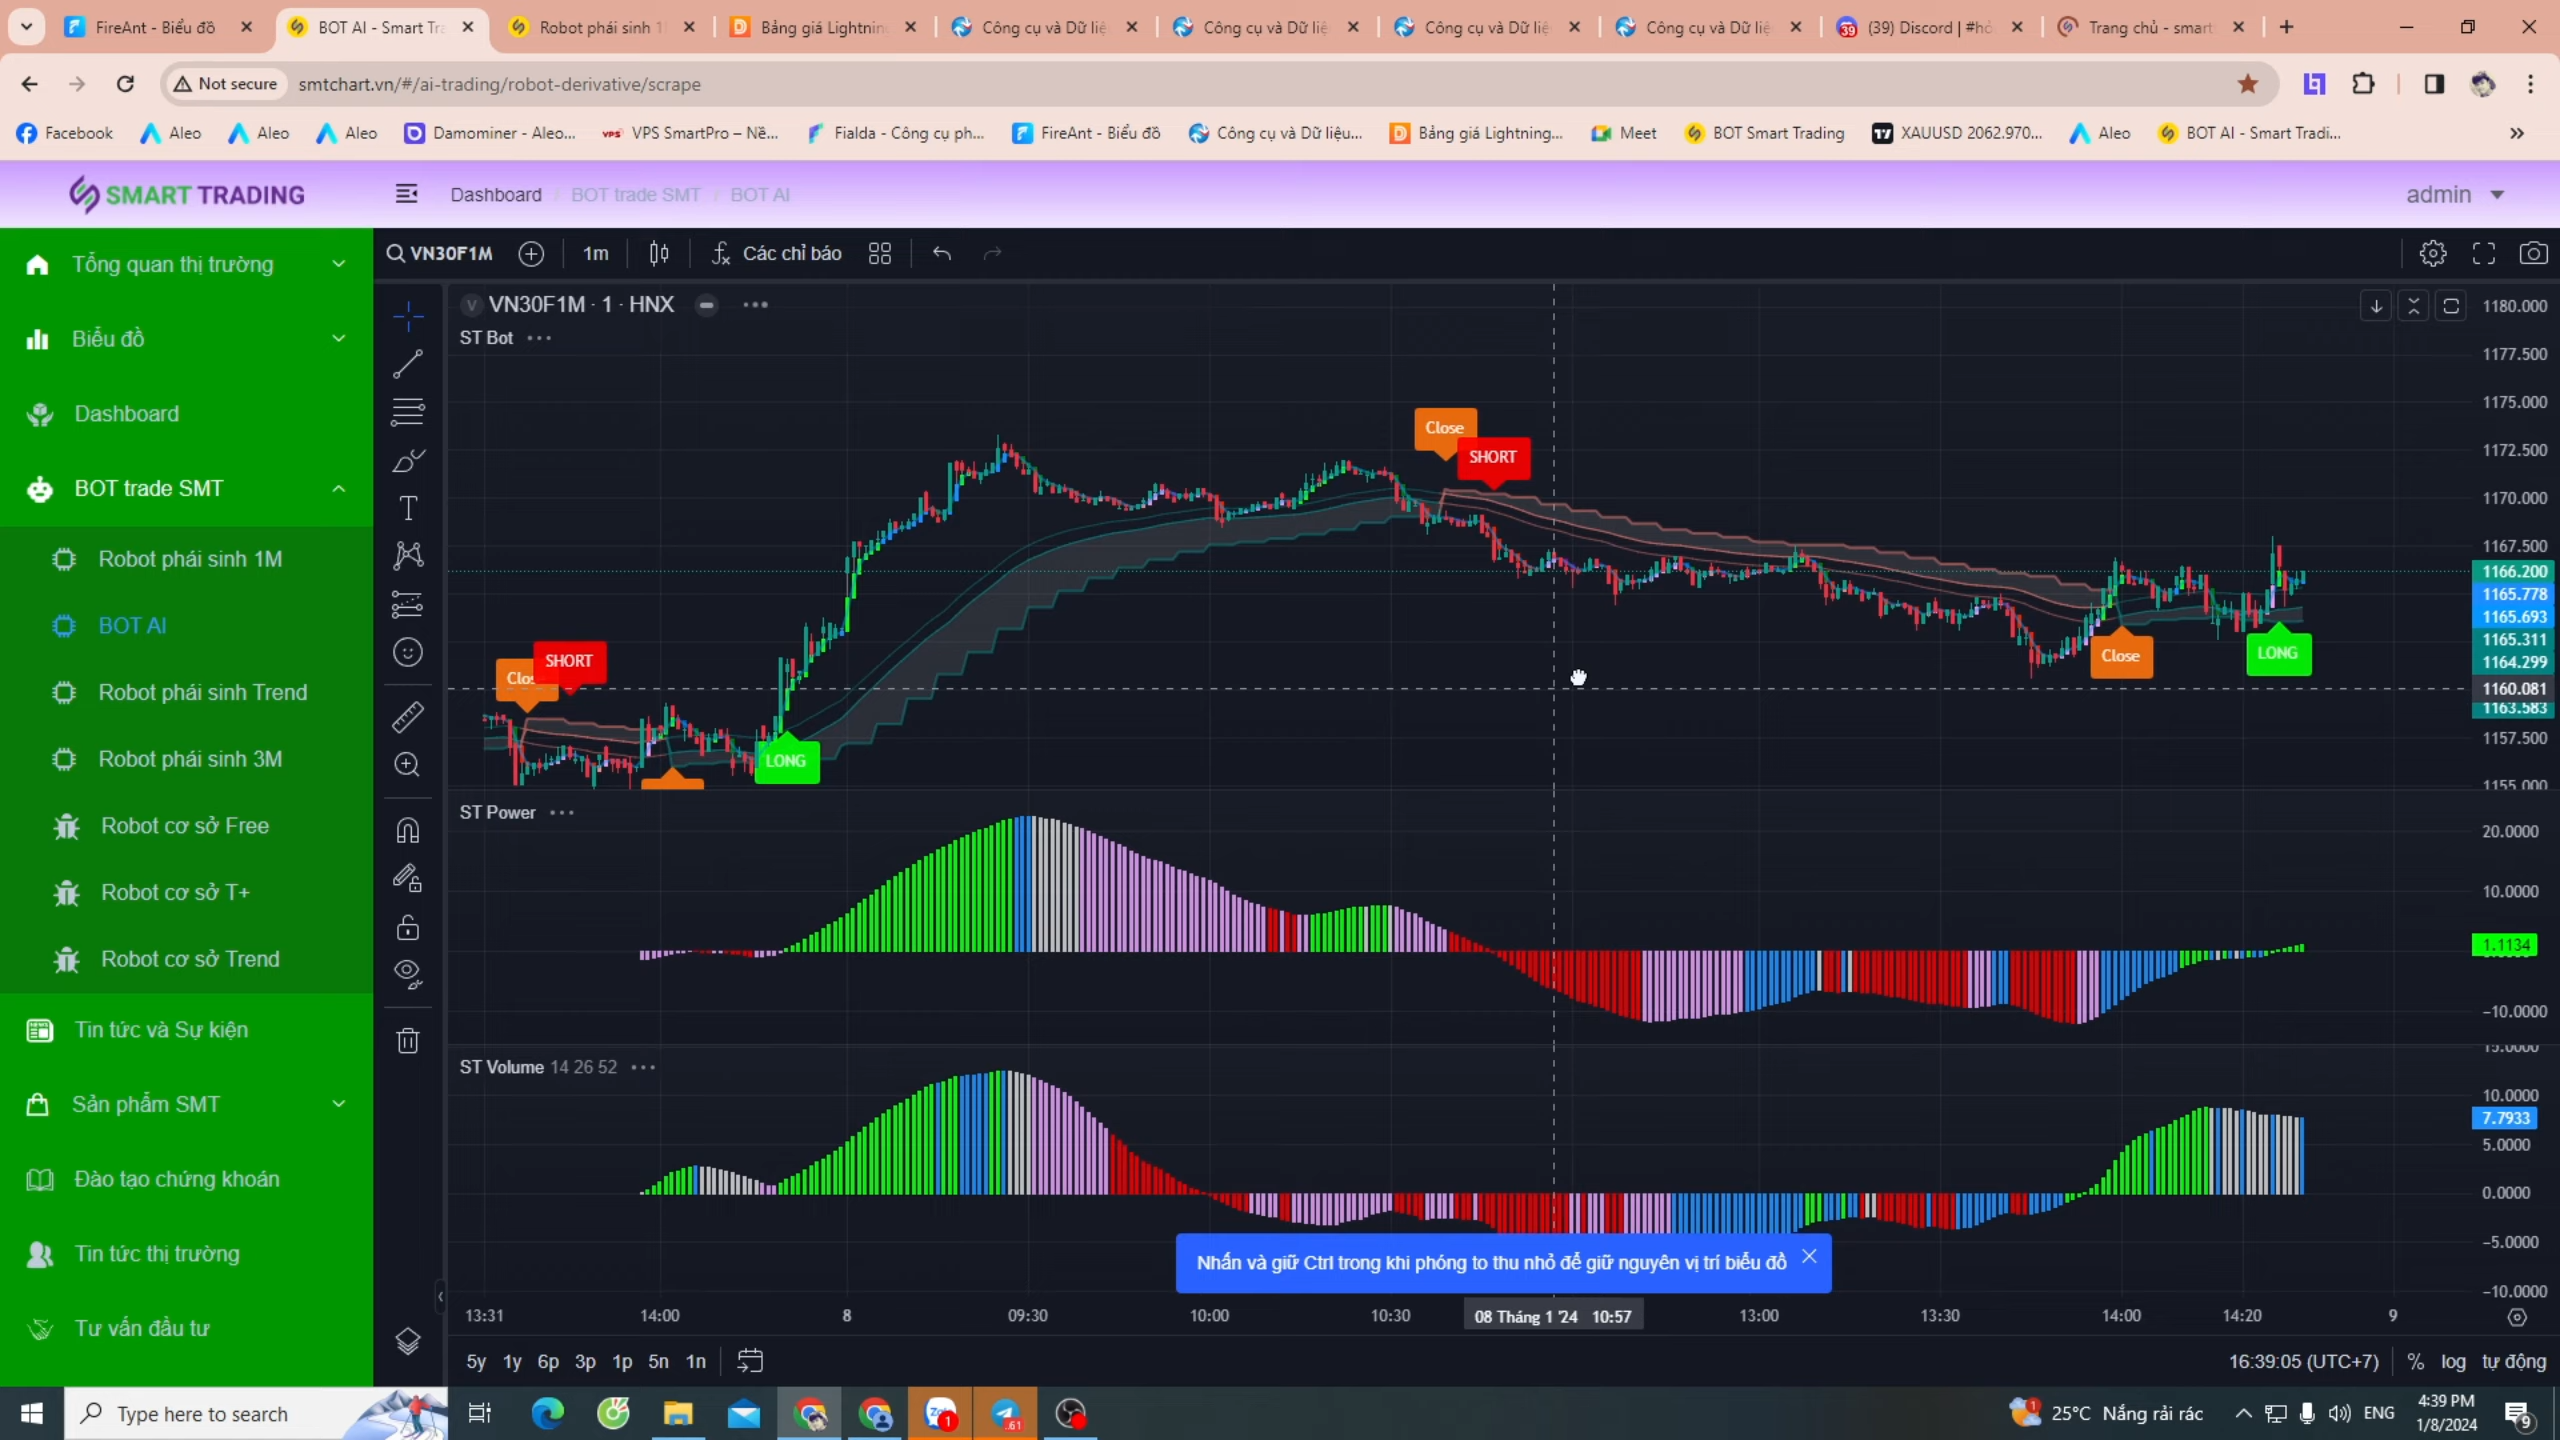 FireAnt - Biểu đồ
BOT AI - Smart Tra
Robot phái sinh 1
Bảng giá Lightning
Công cụ và Dữ liệ
Công cụ và Dữ liệ
Công cụ và Dữ liệ
Công cụ và Dữ liệ
(39) Discord | #hỏ
Trang chủ - smart
Not secure
smtchart.vn/#/ai-trading/robot-derivative/scrape
Facebook
Aleo
Aleo
Aleo
Damominer - Aleo...
VPS SmartPro – Nề...
Fialda - Công cụ ph...
FireAnt - Biểu đồ
Công cụ và Dữ liệu...
Bảng giá Lightning...
Meet
BOT Smart Trading
XAUUSD 2062.970...
Aleo
BOT AI - Smart Tradi...
SMART TRADING
Dashboard / BOT trade SMT / BOT AI
admin
Tổng quan thị trường
Biểu đồ
Dashboard
BOT trade SMT
Robot phái sinh 1M
BOT AI
Robot phái sinh Trend
Robot phái sinh 3M
Robot cơ sở Free
Robot cơ sở T+
Robot cơ sở Trend
Tin tức và Sự kiện
Sản phẩm SMT
Đào tạo chứng khoán
Tin tức thị trường
Tư vấn đầu tư
VN30F1M
1m
Các chỉ báo
VN30F1M · 1 · HNX
ST Bot
Close
SHORT
Clo
SHORT
LONG
Close
LONG
1180.000
1177.500
1175.000
1172.500
1170.000
1167.500
1166.200
1165.778
1165.693
1165.311
1164.299
1160.081
1163.583
1157.500
1155.000
ST Power
20.0000
10.0000
1.1134
−10.0000
ST Volume 14 26 52
15.0000
10.0000
7.7933
5.0000
0.0000
−5.0000
−10.0000
Nhấn và giữ Ctrl trong khi phóng to thu nhỏ để giữ nguyên vị trí biểu đồ
13:31
14:00
8
09:30
10:00
10:30
08 Tháng 1 '24 10:57
13:00
13:30
14:00
14:20
9
5y 1y 6p 3p 1p 5n 1n
16:39:05 (UTC+7)
% log tự động
Type here to search
25°C Nắng rải rác
ENG
4:39 PM
1/8/2024